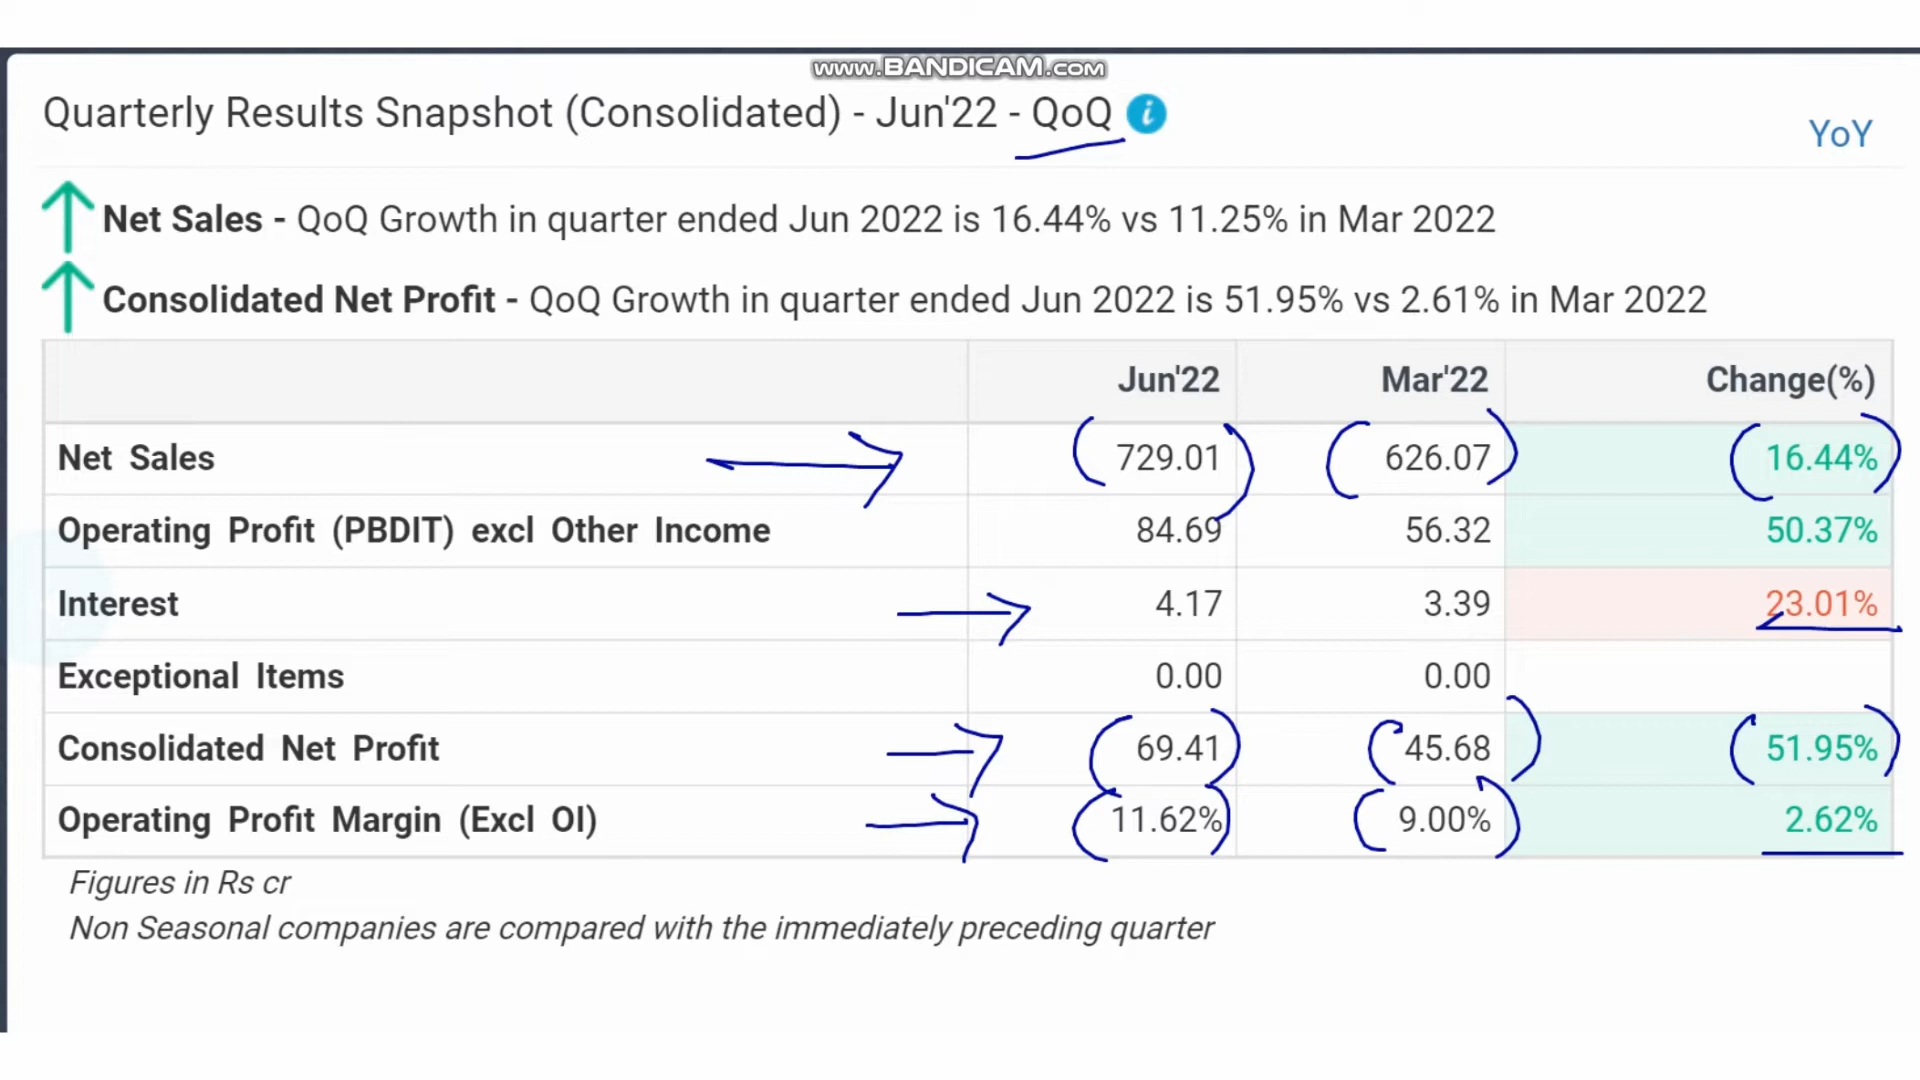 www.BANDICAM.com
Quarterly Results Snapshot (Consolidated) - Jun'22 - QoQ i
YoY
Net Sales - QoQ Growth in quarter ended Jun 2022 is 16.44% vs 11.25% in Mar 2022
Consolidated Net Profit - QoQ Growth in quarter ended Jun 2022 is 51.95% vs 2.61% in Mar 2022
Jun'22 Mar'22 Change(%)
Net Sales 729.01 626.07 16.44%
Operating Profit (PBDIT) excl Other Income 84.69 56.32 50.37%
Interest 4.17 3.39 23.01%
Exceptional Items 0.00 0.00
Consolidated Net Profit 69.41 45.68 51.95%
Operating Profit Margin (Excl OI) 11.62% 9.00% 2.62%
Figures in Rs cr
Non Seasonal companies are compared with the immediately preceding quarter